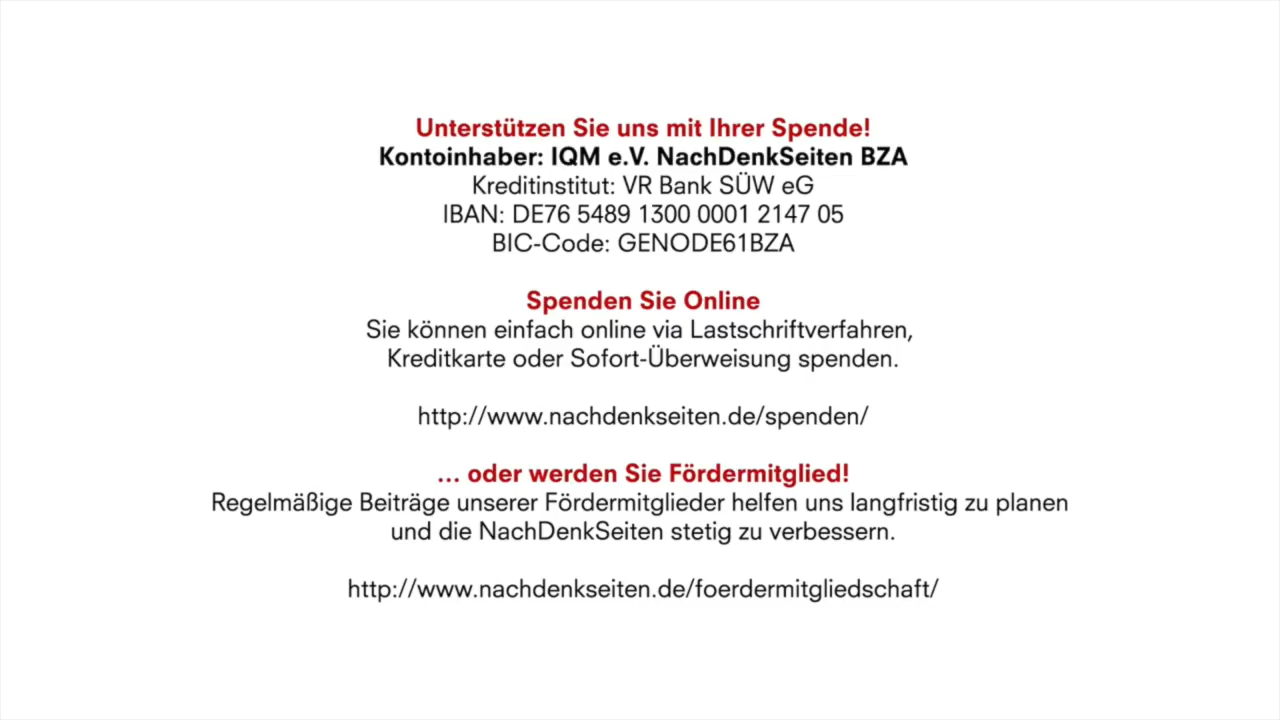 Unterstützen Sie uns mit Ihrer Spende!
Kontoinhaber: IQM e.V. NachDenkSeiten BZA
Kreditinstitut: VR Bank SÜW eG
IBAN: DE76 5489 1300 0001 2147 05
BIC-Code: GENODE61BZA
Spenden Sie Online
Sie können einfach online via Lastschriftverfahren,
Kreditkarte oder Sofort-Überweisung spenden.
http://www.nachdenkseiten.de/spenden/
... oder werden Sie Fördermitglied!
Regelmäßige Beiträge unserer Fördermitglieder helfen uns langfristig zu planen
und die NachDenkSeiten stetig zu verbessern.
http://www.nachdenkseiten.de/foerdermitgliedschaft/